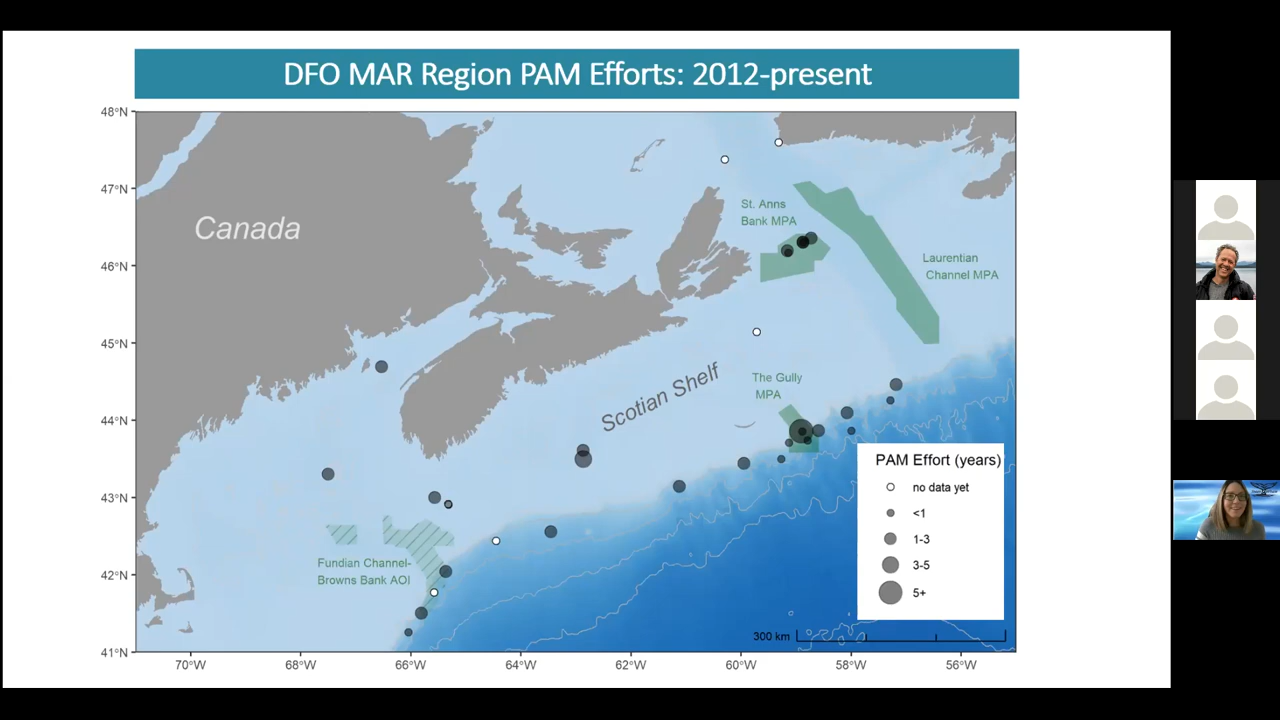 DFO MAR Region PAM Efforts: 2012-present
48°N
47°N
46°N
45°N
44°N
43°N
42°N
41°N
70°W
68°W
66°W
64°W
62°W
60°W
58°W
56°W
Canada
St. Anns
Bank MPA
Laurentian
Channel MPA
Scotian Shelf
The Gully
MPA
Fundian Channel-
Browns Bank AOI
PAM Effort (years)
no data yet
<1
1-3
3-5
5+
300 km